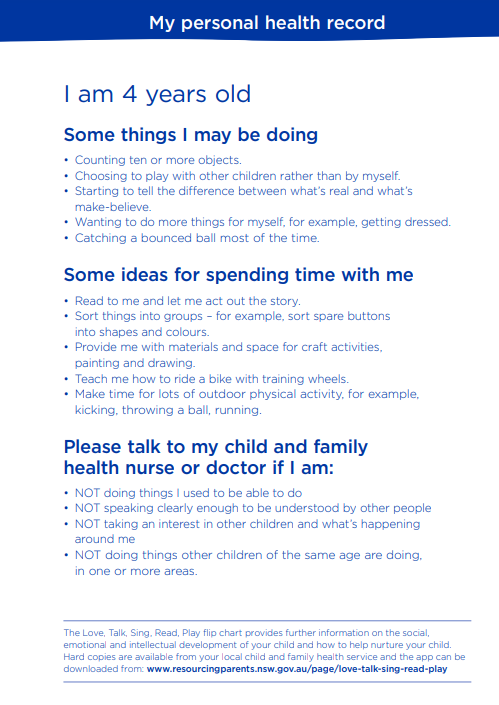 My personal health record
I am 4 years old
Some things I may be doing
• Counting ten or more objects.
• Choosing to play with other children rather than by myself.
• Starting to tell the difference between what's real and what's
make-believe.
• Wanting to do more things for myself, for example, getting dressed.
• Catching a bounced ball most of the time.
Some ideas for spending time with me
• Read to me and let me act out the story.
• Sort things into groups – for example, sort spare buttons
into shapes and colours.
• Provide me with materials and space for craft activities,
painting and drawing.
• Teach me how to ride a bike with training wheels.
• Make time for lots of outdoor physical activity, for example,
kicking, throwing a ball, running.
Please talk to my child and family
health nurse or doctor if I am:
• NOT doing things I used to be able to do
• NOT speaking clearly enough to be understood by other people
• NOT taking an interest in other children and what's happening
around me
• NOT doing things other children of the same age are doing,
in one or more areas.
The Love, Talk, Sing, Read, Play flip chart provides further information on the social,
emotional and intellectual development of your child and how to help nurture your child.
Hard copies are available from your local child and family health service and the app can be
downloaded from: www.resourcingparents.nsw.gov.au/page/love-talk-sing-read-play